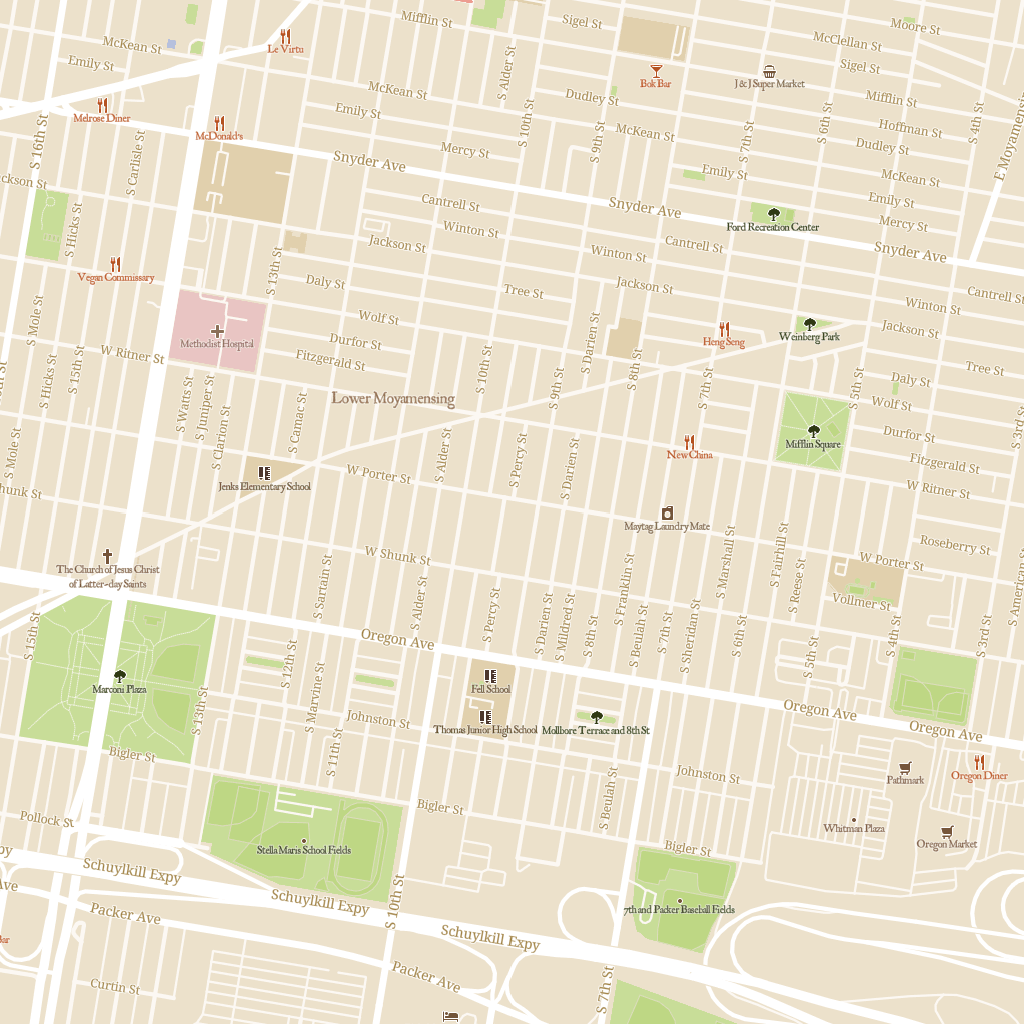 Mifflin St
Sigel St
Moore St
McKean St
Le Virtu
McClellan St
Emily St
Sigel St
S Alder St
Bok Bar
J & J Super Market
McKean St
Dudley St
Mifflin St
Melrose Diner
Emily St
S 10th St
McKean St
Hoffman St
S 4th St
McDonald's
S 6th St
S 16th St
S Carlisle St
Mercy St
S 9th St
S 7th St
Dudley St
E Moyamensing
Snyder Ave
Emily St
McKean St
ckson St
Cantrell St
Snyder Ave
Emily St
S Hicks St
Winton St
Ford Recreation Center
Mercy St
Jackson St
Cantrell St
Winton St
Snyder Ave
S 13th St
Vegan Commissary
Daly St
Tree St
Jackson St
Cantrell St
Winton St
S Mole St
Wolf St
Methodist Hospital
Durfor St
S Darien St
Heng Seng
Weinberg Park
Jackson St
W Ritner St
Fitzgerald St
S 15th St
S Hicks St
S 10th St
S 8th St
Tree St
S Watts St
S Juniper St
S 9th St
S 7th St
S 5th St
Daly St
Lower Moyamensing
Wolf St
S Clarion St
S Camac St
S 3rd St
Mifflin Square
Durfor St
S Mole St
S Alder St
S Percy St
S Darien St
New China
Fitzgerald St
Jenks Elementary School
W Porter St
W Ritner St
hunk St
Maytag Laundry Mate
Roseberry St
W Shunk St
S Marshall St
S Fairhill St
W Porter St
The Church of Jesus Christ
of Latter-day Saints
S Sartain St
S Alder St
S Franklin St
S Reese St
Vollmer St
S American St
S 15th St
S Percy St
S Darien St
S Mildred St
S 8th St
S Beulah St
S 7th St
S Sheridan St
S 6th St
S 5th St
S 4th St
S 3rd St
Oregon Ave
Marconi Plaza
S 12th St
Fell School
S 13th St
S Marvine St
Johnston St
Thomas Junior High School
Mollbore Terrace and 8th St
Oregon Ave
Oregon Ave
Bigler St
S 11th St
Johnston St
Pathmark
Oregon Diner
S Beulah St
Bigler St
Pollock St
Whitman Plaza
Oregon Market
Stella Maris School Fields
Bigler St
Schuylkill Expy
Schuylkill Expy
Packer Ave
S 10th St
7th and Packer Baseball Fields
Schuylkill Expy
Packer Ave
S 7th St
Curtin St